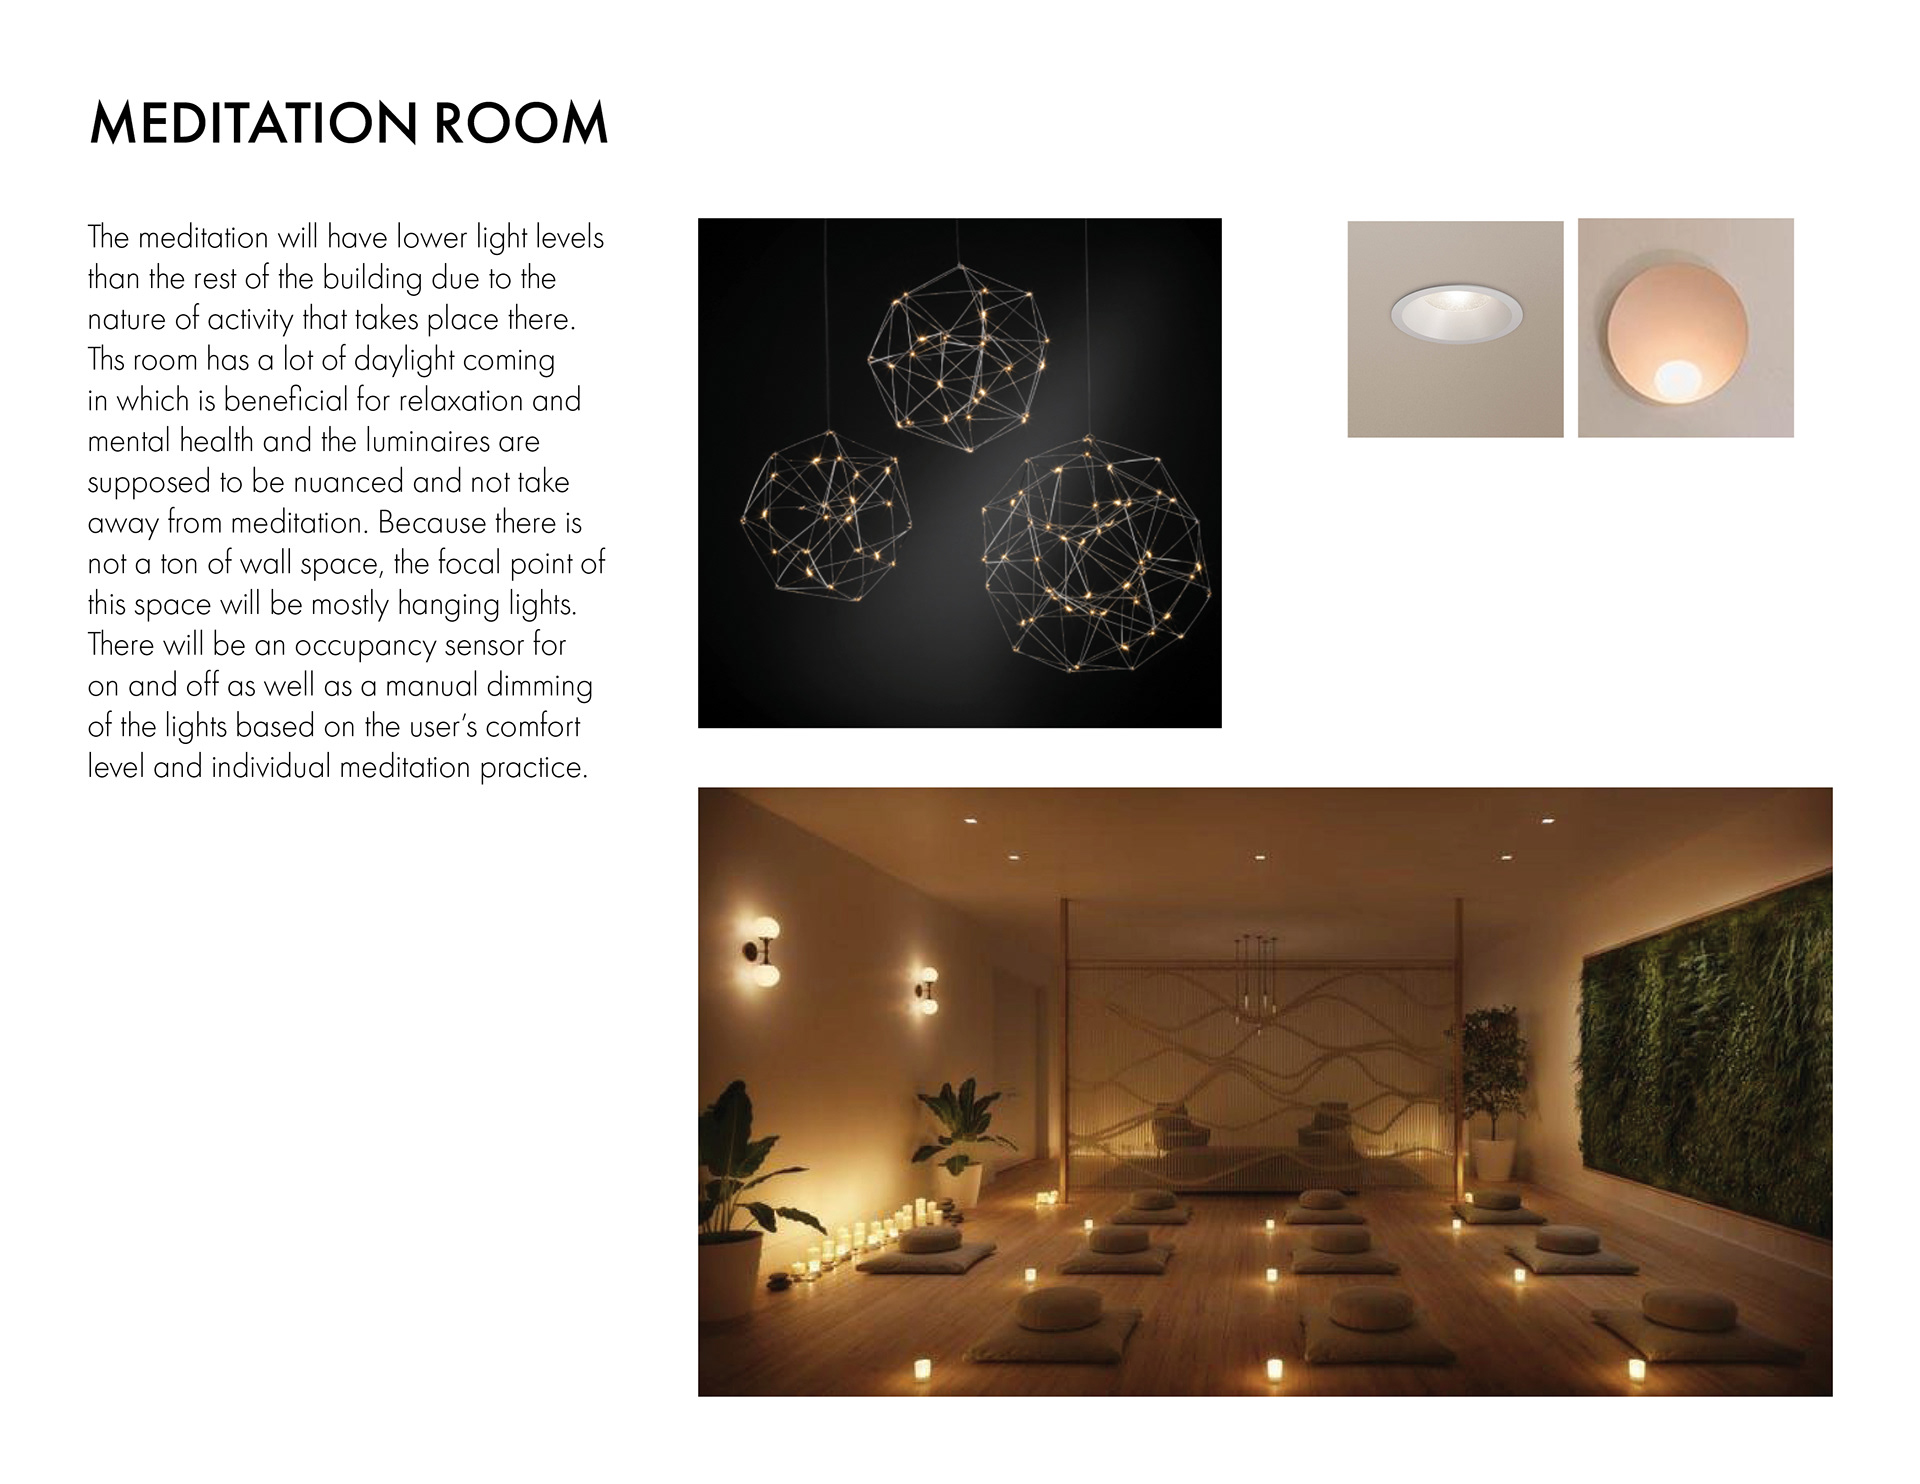 MEDITATION ROOM
The meditation will have lower light levels
than the rest of the building due to the
nature of activity that takes place there.
Ths room has a lot of daylight coming
in which is beneficial for relaxation and
mental health and the luminaires are
supposed to be nuanced and not take
away from meditation. Because there is
not a ton of wall space, the focal point of
this space will be mostly hanging lights.
There will be an occupancy sensor for
on and off as well as a manual dimming
of the lights based on the user's comfort
level and individual meditation practice.